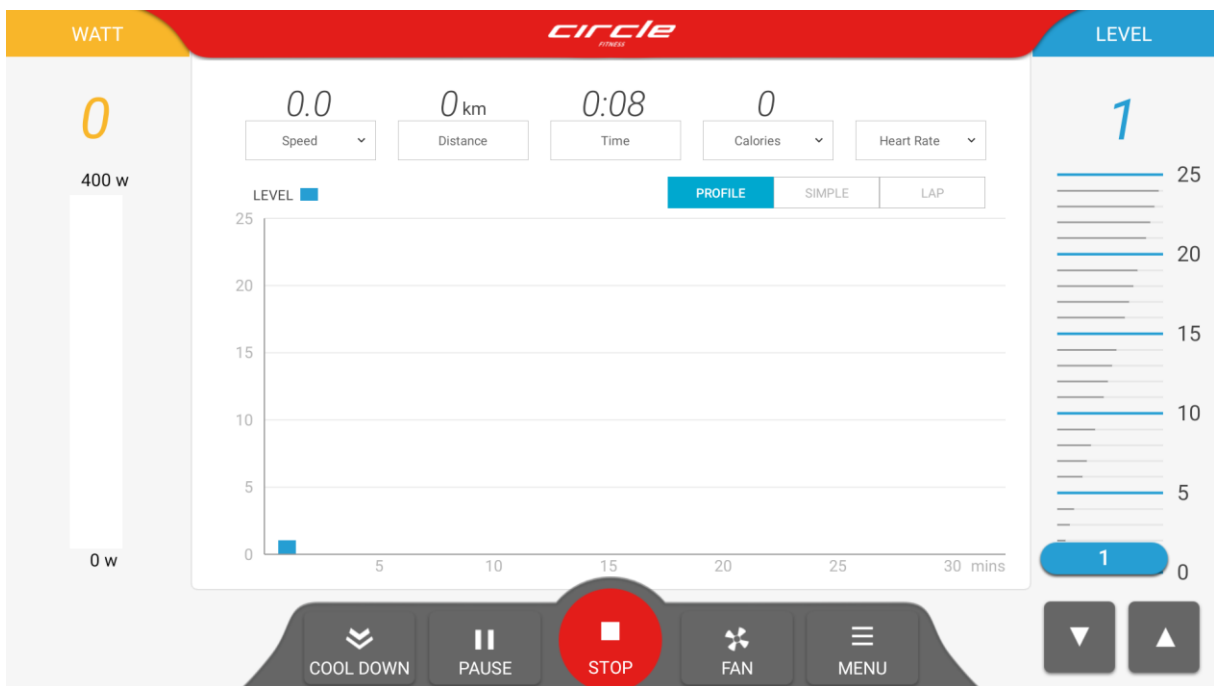 WATT
circle
FITNESS
LEVEL
0
400 w
0 w
0.0
0 km
0:08
0
Speed
Distance
Time
Calories
Heart Rate
LEVEL
PROFILE
SIMPLE
LAP
25
20
15
10
5
0
5
10
15
20
25
30 mins
1
25
20
15
10
5
1
0
COOL DOWN
PAUSE
STOP
FAN
MENU